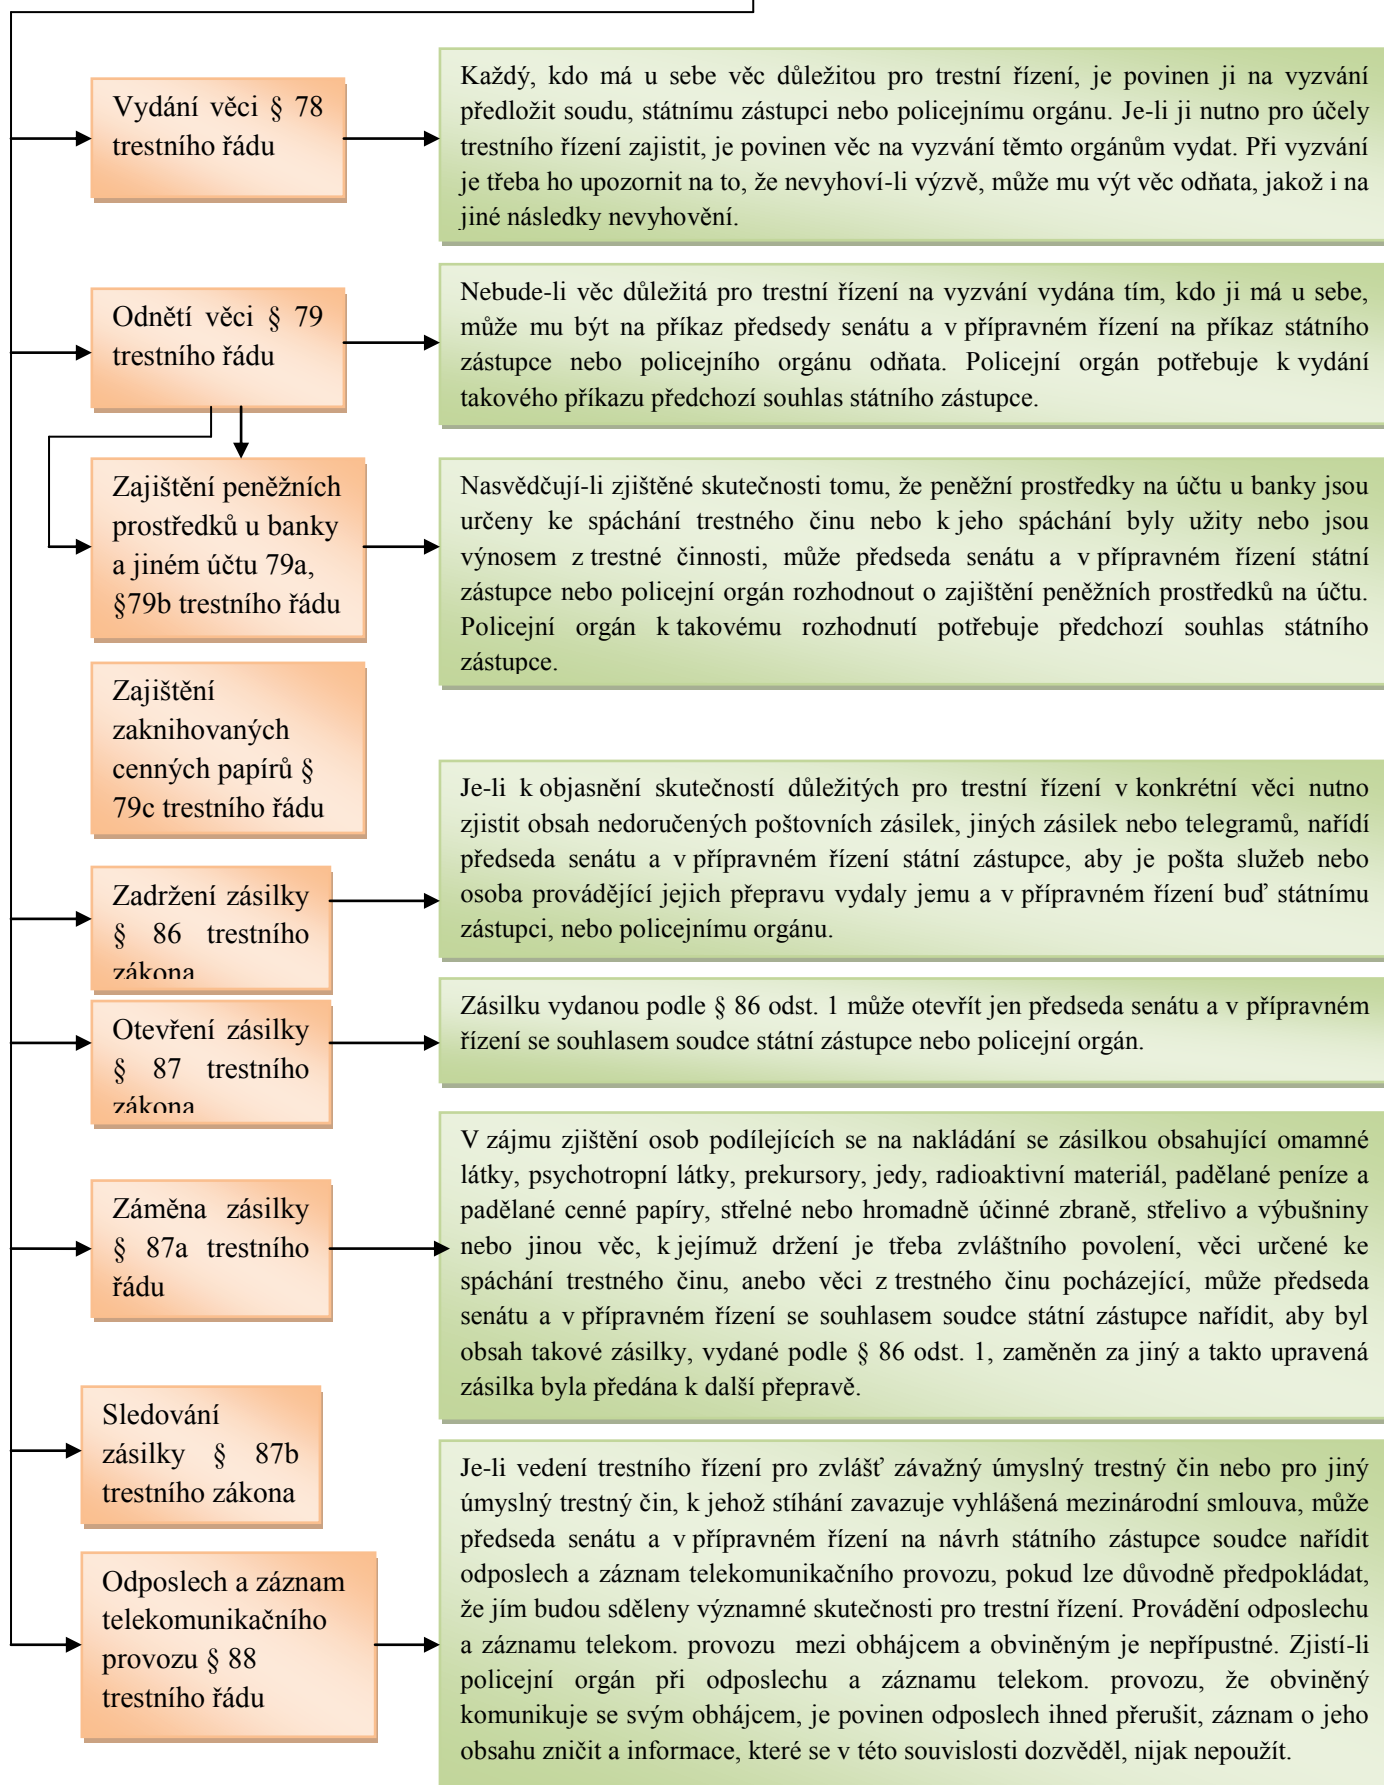 Vydání věci § 78
trestního řádu
Každý, kdo má u sebe věc důležitou pro trestní řízení, je povinen ji na vyzvání
předložit soudu, státnímu zástupci nebo policejnímu orgánu. Je-li ji nutno pro účely
trestního řízení zajistit, je povinen věc na vyzvání těmto orgánům vydat. Při vyzvání
je třeba ho upozornit na to, že nevyhoví-li výzvě, může mu výt věc odňata, jakož i na
jiné následky nevyhovění.
Odnětí věci § 79
trestního řádu
Nebude-li věc důležitá pro trestní řízení na vyzvání vydána tím, kdo ji má u sebe,
může mu být na příkaz předsedy senátu a v přípravném řízení na příkaz státního
zástupce nebo policejního orgánu odňata. Policejní orgán potřebuje k vydání
takového příkazu předchozí souhlas státního zástupce.
Zajištění peněžních
prostředků u banky
a jiném účtu 79a,
§79b trestního řádu
Nasvědčují-li zjištěné skutečnosti tomu, že peněžní prostředky na účtu u banky jsou
určeny ke spáchání trestného činu nebo k jeho spáchání byly užity nebo jsou
výnosem z trestné činnosti, může předseda senátu a v přípravném řízení státní
zástupce nebo policejní orgán rozhodnout o zajištění peněžních prostředků na účtu.
Policejní orgán k takovému rozhodnutí potřebuje předchozí souhlas státního
zástupce.
Zajištění
zaknihovaných
cenných papírů §
79c trestního řádu
Zadržení zásilky
§ 86 trestního
zákona
Je-li k objasnění skutečností důležitých pro trestní řízení v konkrétní věci nutno
zjistit obsah nedoručených poštovních zásilek, jiných zásilek nebo telegramů, nařídí
předseda senátu a v přípravném řízení státní zástupce, aby je pošta služeb nebo
osoba provádějící jejich přepravu vydaly jemu a v přípravném řízení buď státnímu
zástupci, nebo policejnímu orgánu.
Otevření zásilky
§ 87 trestního
zákona
Zásilku vydanou podle § 86 odst. 1 může otevřít jen předseda senátu a v přípravném
řízení se souhlasem soudce státní zástupce nebo policejní orgán.
Záměna zásilky
§ 87a trestního
řádu
V zájmu zjištění osob podílejících se na nakládání se zásilkou obsahující omamné
látky, psychotropní látky, prekursory, jedy, radioaktivní materiál, padělané peníze a
padělané cenné papíry, střelné nebo hromadně účinné zbraně, střelivo a výbušniny
nebo jinou věc, k jejímuž držení je třeba zvláštního povolení, věci určené ke
spáchání trestného činu, anebo věci z trestného činu pocházející, může předseda
senátu a v přípravném řízení se souhlasem soudce státní zástupce nařídit, aby byl
obsah takové zásilky, vydané podle § 86 odst. 1, zaměněn za jiný a takto upravená
zásilka byla předána k další přepravě.
Sledování
zásilky § 87b
trestního zákona
Odposlech a záznam
telekomunikačního
provozu § 88
trestního řádu
Je-li vedení trestního řízení pro zvlášť závažný úmyslný trestný čin nebo pro jiný
úmyslný trestný čin, k jehož stíhání zavazuje vyhlášená mezinárodní smlouva, může
předseda senátu a v přípravném řízení na návrh státního zástupce soudce nařídit
odposlech a záznam telekomunikačního provozu, pokud lze důvodně předpokládat,
že jím budou sděleny významné skutečnosti pro trestní řízení. Provádění odposlechu
a záznamu telekom. provozu mezi obhájcem a obviněným je nepřípustné. Zjistí-li
policejní orgán při odposlechu a záznamu telekom. provozu, že obviněný
komunikuje se svým obhájcem, je povinen odposlech ihned přerušit, záznam o jeho
obsahu zničit a informace, které se v této souvislosti dozvěděl, nijak nepoužít.